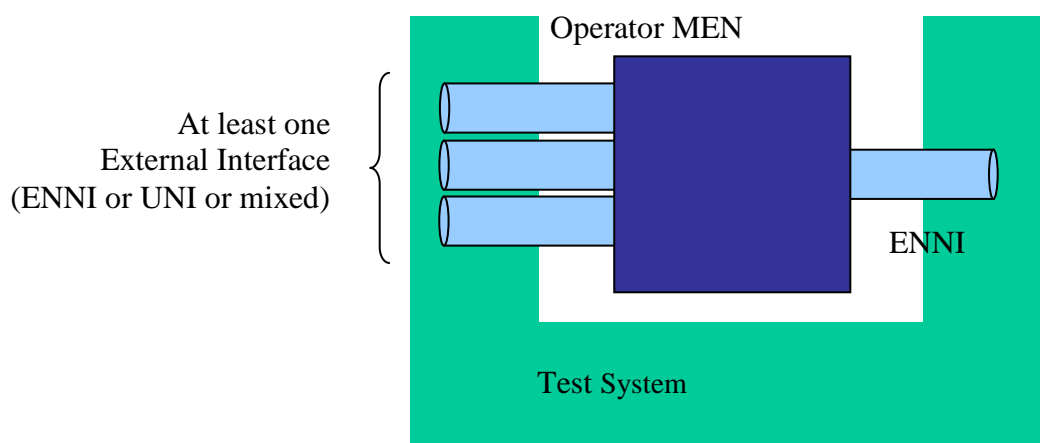 Operator MEN
At least one
External Interface
(ENNI or UNI or mixed)
ENNI
Test System